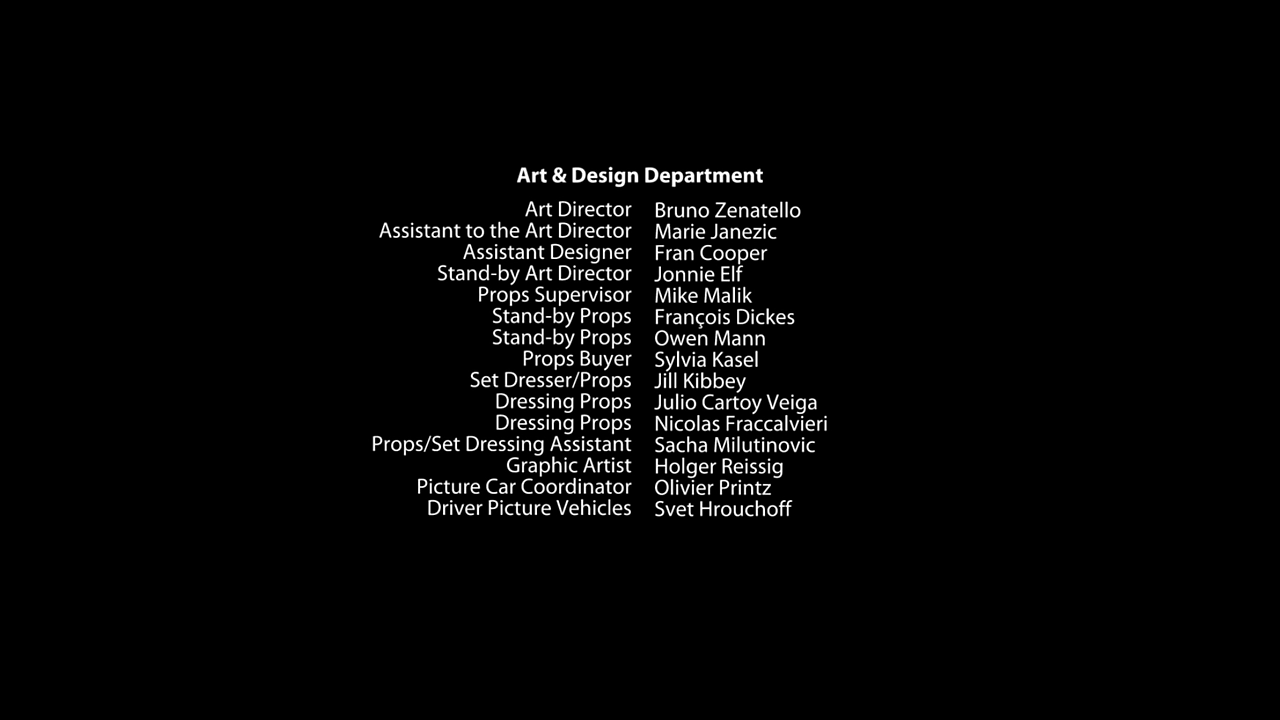 Art & Design Department
Art Director Bruno Zenatello
Assistant to the Art Director Marie Janezic
Assistant Designer Fran Cooper
Stand-by Art Director Jonnie Elf
Props Supervisor Mike Malik
Stand-by Props François Dickes
Stand-by Props Owen Mann
Props Buyer Sylvia Kasel
Set Dresser/Props Jill Kibbey
Dressing Props Julio Cartoy Veiga
Dressing Props Nicolas Fraccalvieri
Props/Set Dressing Assistant Sacha Milutinovic
Graphic Artist Holger Reissig
Picture Car Coordinator Olivier Printz
Driver Picture Vehicles Svet Hrouchoff